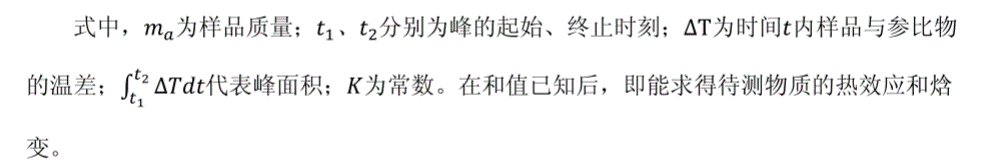 式中，mₐ为样品质量；t₁、t₂分别为峰的起始、终止时刻；ΔT为时间t内样品与参比物
的温差；∫ₜ₁ᵗ² ΔTdt代表峰面积；K为常数。在和值已知后，即能求得待测物质的热效应和焓
变。